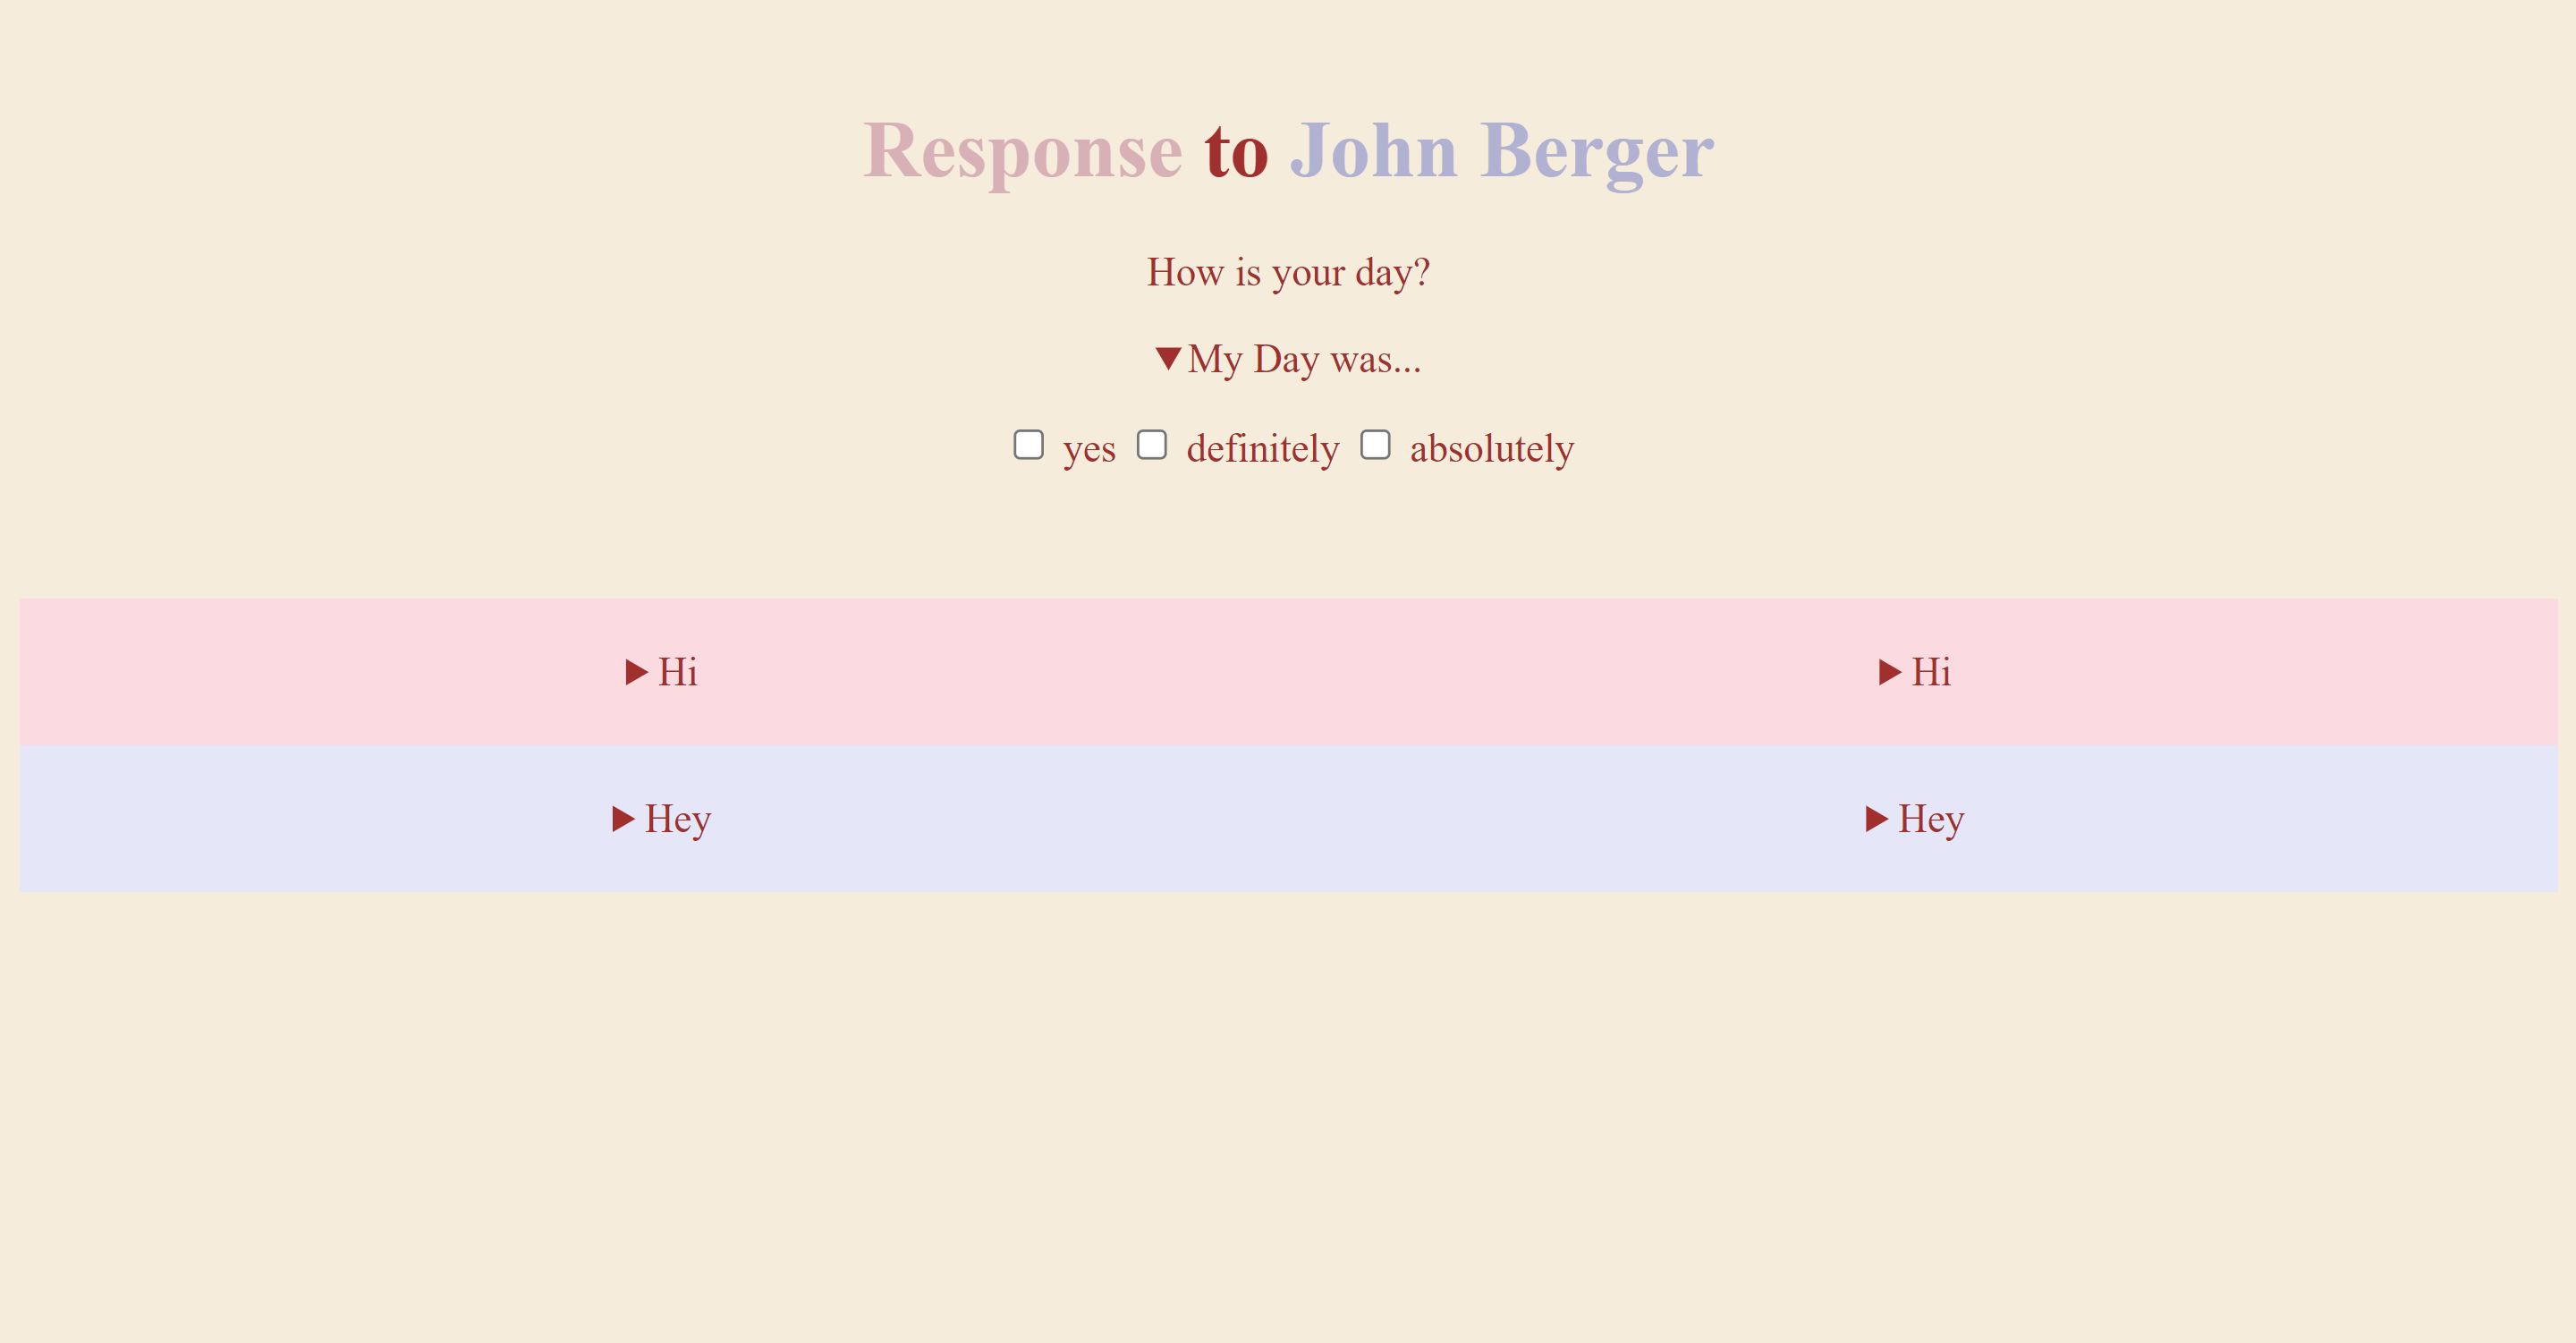 Response to John Berger
How is your day?
My Day was...
yes definitely absolutely
Hi Hi
Hey Hey